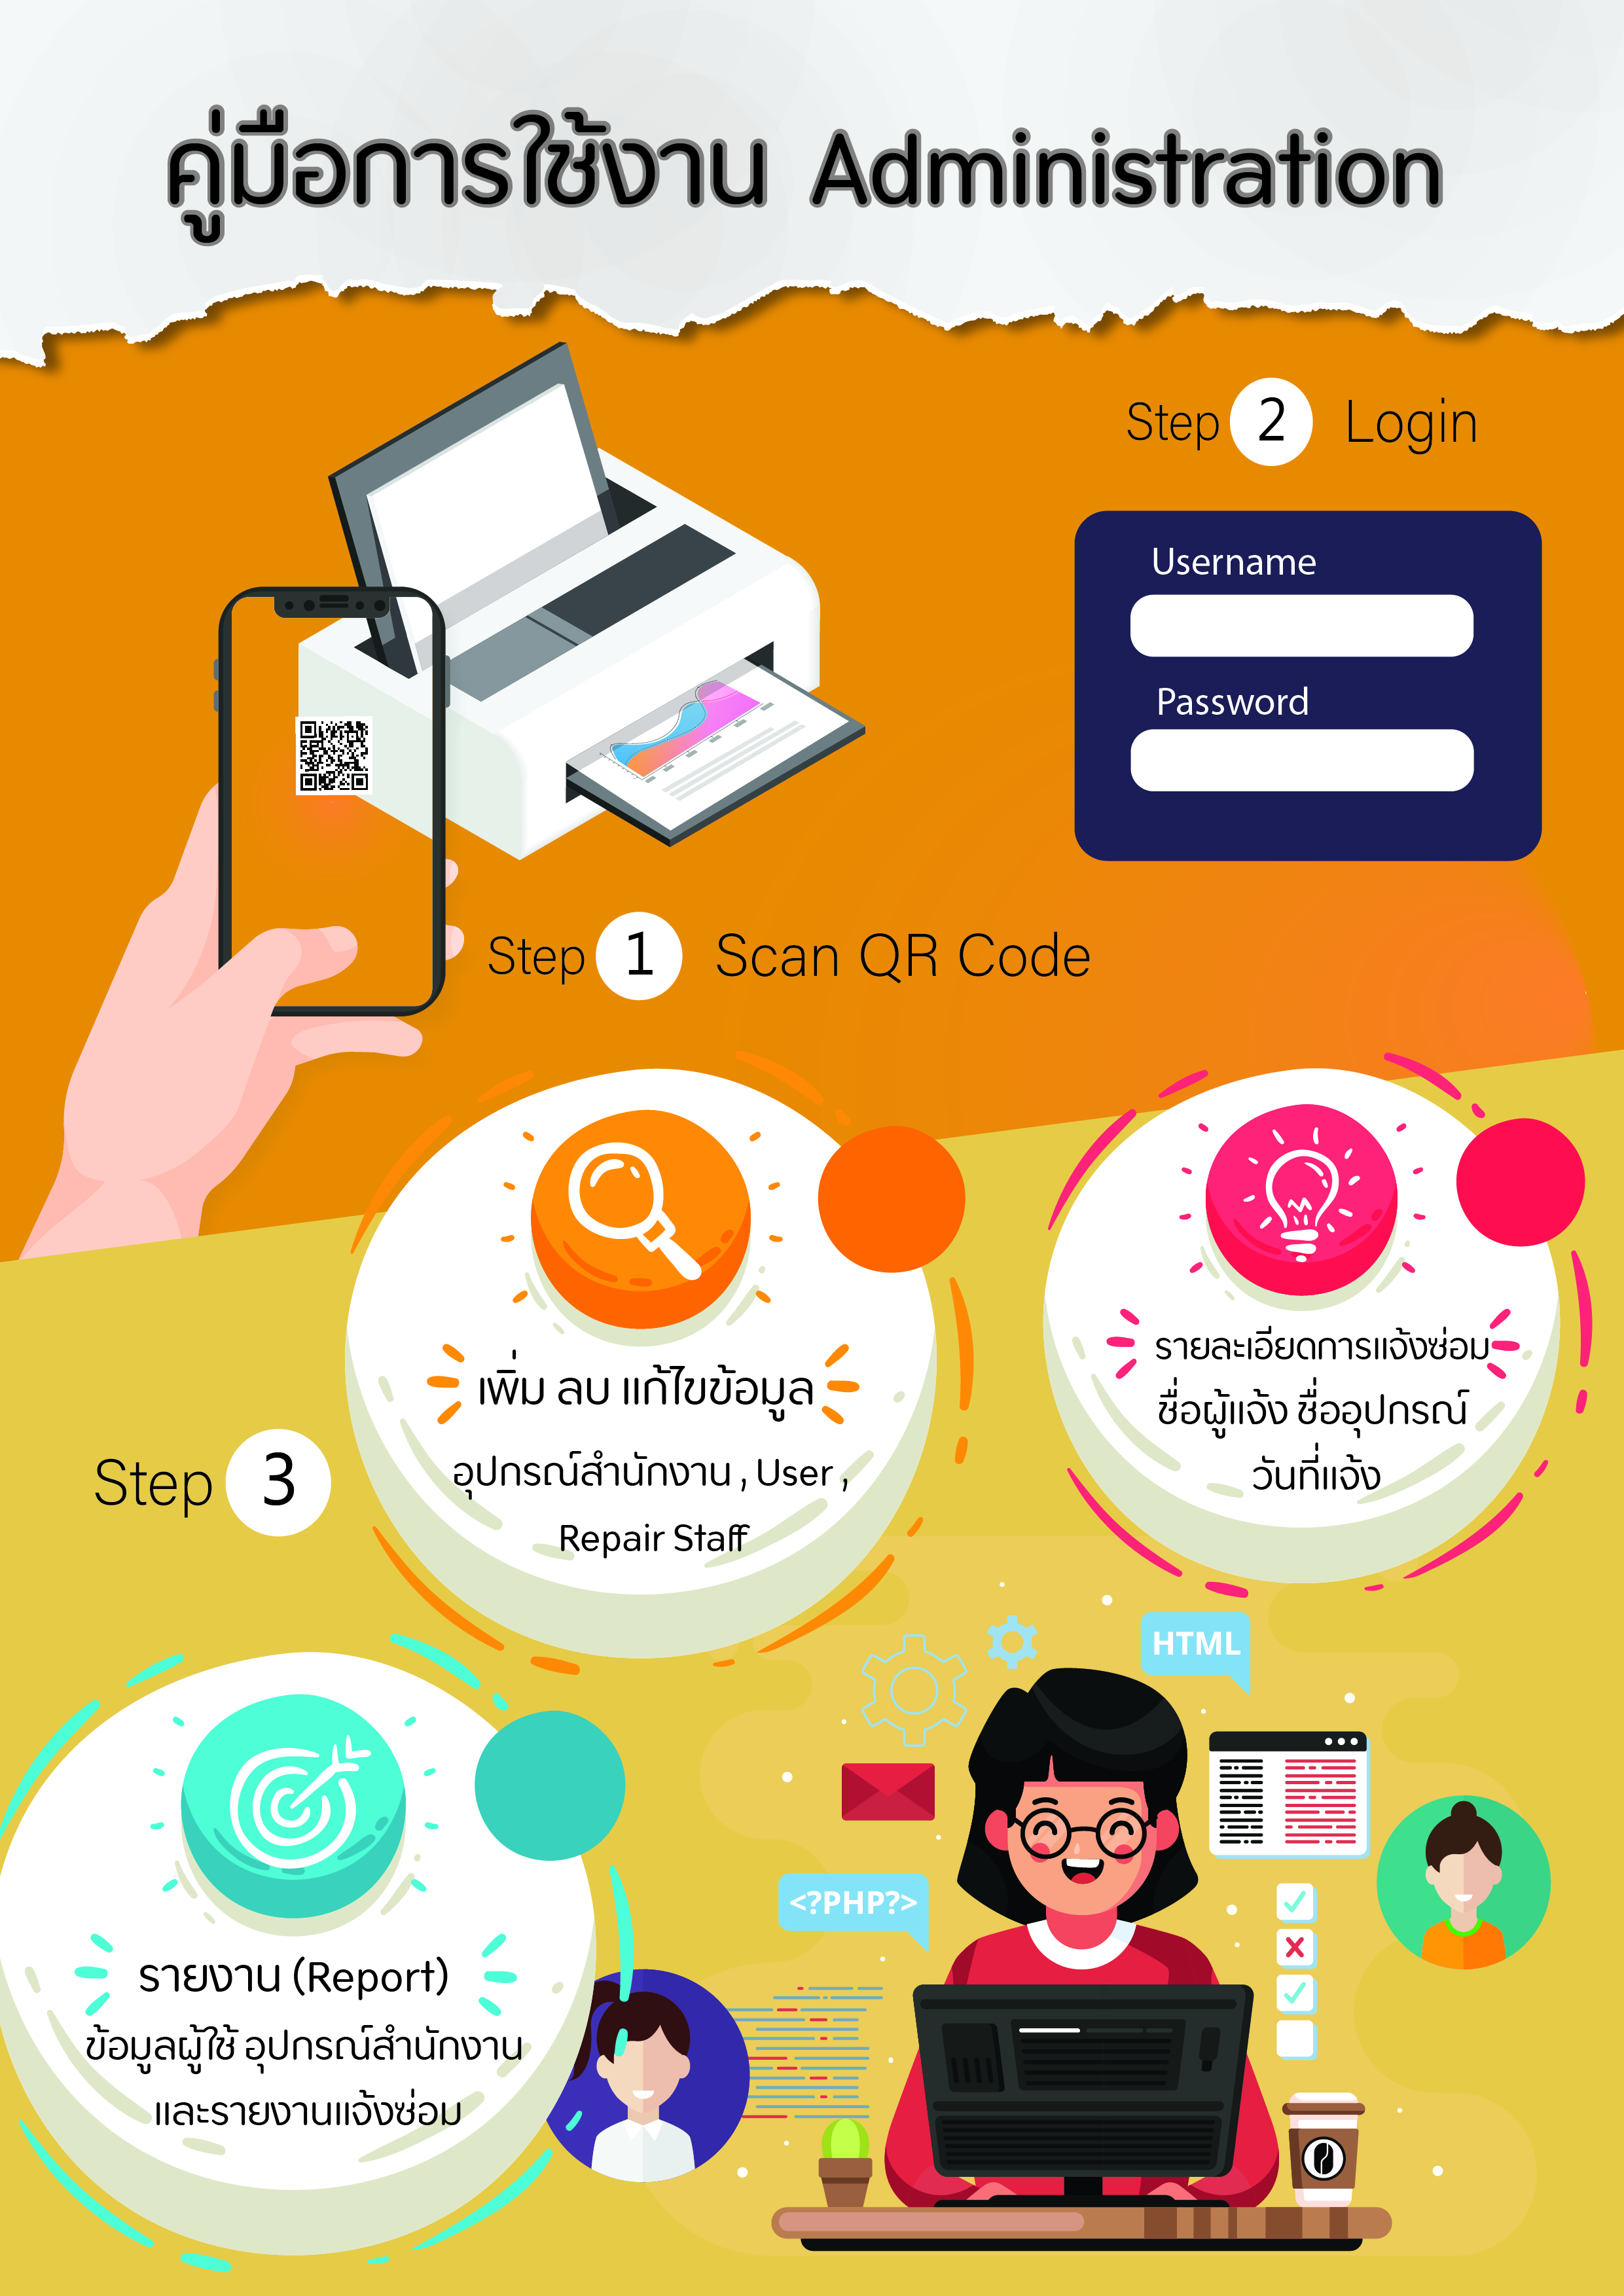 คู่มือการใช้งาน Administration
Step 2 Login
Username
Password
Step 1 Scan QR Code
Step 3
เพิ่ม ลบ แก้ไขข้อมูล
อุปกรณ์สำนักงาน , User ,
Repair Staff
รายละเอียดการแจ้งซ่อม
ชื่อผู้แจ้ง ชื่ออุปกรณ์
วันที่แจ้ง
รายงาน (Report)
ข้อมูลผู้ใช้ อุปกรณ์สำนักงาน
และรายงานแจ้งซ่อม
HTML
<?PHP?>